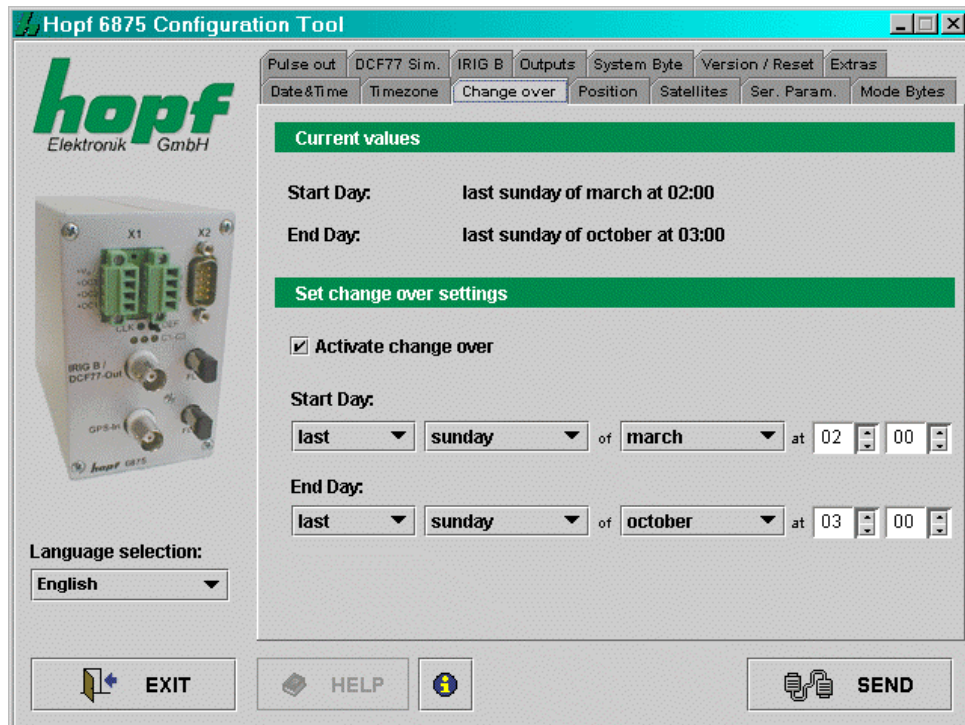 Hopf 6875 Configuration Tool
hopf
Elektronik GmbH
Pulse out DCF77 Sim. IRIG B Outputs System Byte Version / Reset Extras
Date&Time Timezone Change over Position Satellites Ser. Param. Mode Bytes
Current values
Start Day: last sunday of march at 02:00
End Day: last sunday of october at 03:00
Set change over settings
Activate change over
Start Day:
last sunday of march at 02 00
End Day:
last sunday of october at 03 00
X1 X2
CLK DEF
C1-C3
IRIG B /
DCF77-Out
GPS-In
hopf 6875
Language selection:
English
EXIT HELP SEND